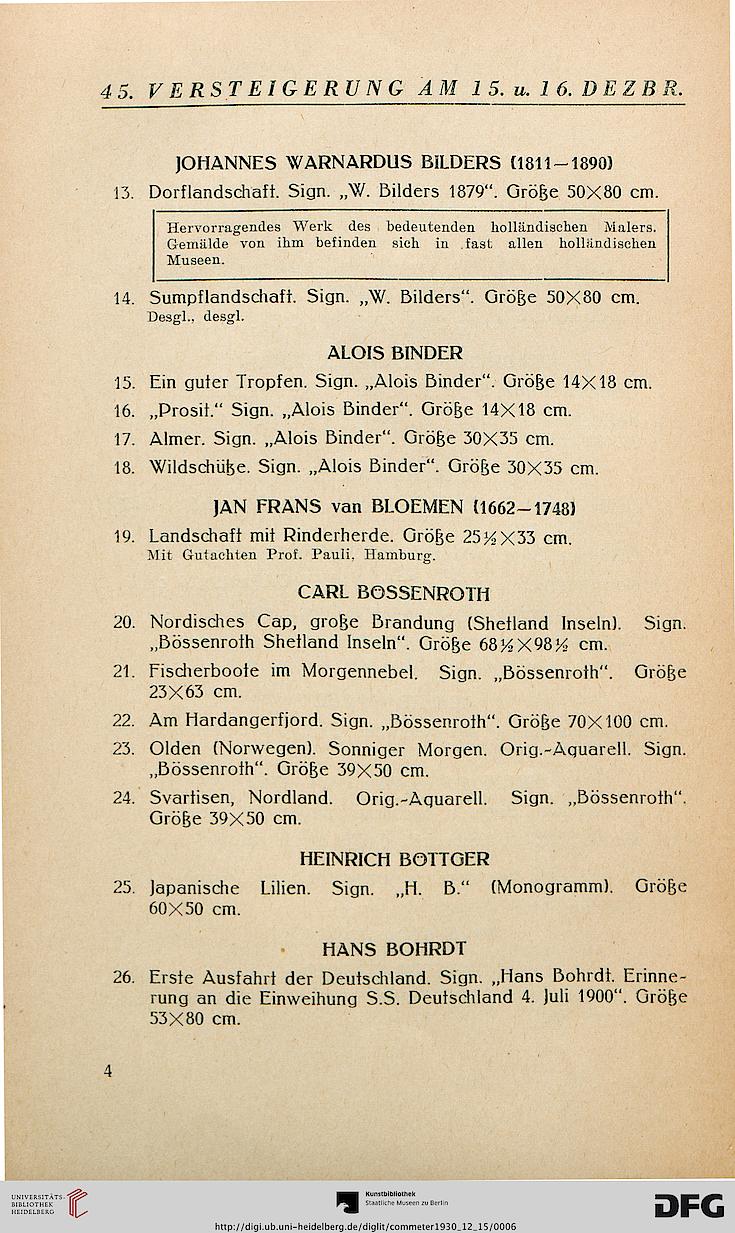 45. VERSTEIGERUNG AM 15. u. 16. DEZBR.
JOHANNES WARNARDUS BILDERS (1811—1890)
13. Dorflandschaft. Sign. „W. Bilders 1879“. Größe 50×80 cm.
Hervorragendes Werk des bedeutenden holländischen Malers.
Gemälde von ihm befinden sich in fast allen holländischen
Museen.
14. Sumpflandschaft. Sign. „W. Bilders“. Größe 50×80 cm.
Desgl., desgl.
ALOIS BINDER
15. Ein guter Tropfen. Sign. „Alois Binder“. Größe 14×18 cm.
16. „Prosit.“ Sign. „Alois Binder“. Größe 14×18 cm.
17. Almer. Sign. „Alois Binder“. Größe 30×35 cm.
18. Wildschütze. Sign. „Alois Binder“. Größe 30×35 cm.
JAN FRANS van BLOEMEN (1662—1748)
19. Landschaft mit Rinderherde. Größe 25½×33 cm.
Mit Gutachten Prof. Pauli, Hamburg.
CARL BÖSSENROTH
20. Nordisches Cap, große Brandung (Shetland Inseln). Sign.
„Bössenroth Shetland Inseln“. Größe 68½×98½ cm.
21. Fischerboote im Morgennebel. Sign. „Bössenroth“. Größe
23×63 cm.
22. Am Hardangerfjord. Sign. „Bössenroth“. Größe 70×100 cm.
23. Olden (Norwegen). Sonniger Morgen. Orig.-Aquarell. Sign.
„Bössenroth“. Größe 39×50 cm.
24. Svartisen, Nordland. Orig.-Aquarell. Sign. „Bössenroth“.
Größe 39×50 cm.
HEINRICH BÖTTGER
25. Japanische Lilien. Sign. „H. B.“ (Monogramm). Größe
60×50 cm.
HANS BOHRDT
26. Erste Ausfahrt der Deutschland. Sign. „Hans Bohrdt. Erinne-
rung an die Einweihung S.S. Deutschland 4. Juli 1900“. Größe
53×80 cm.
4
UNIVERSITÄTS-
BIBLIOTHEK
HEIDELBERG
Kunstbibliothek
Staatliche Museen zu Berlin
DFG
http://digi.ub.uni-heidelberg.de/diglit/commeter1930_12_15/0006